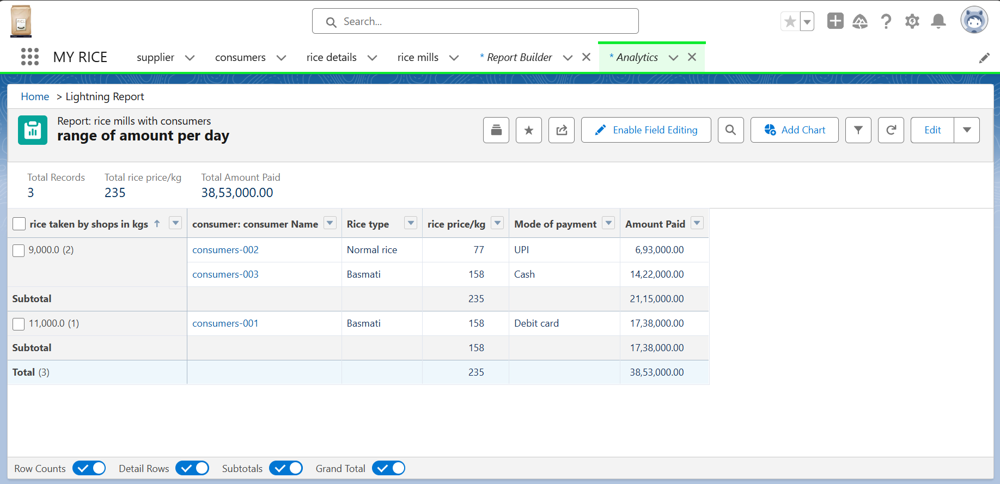 RICE
Search...
MY RICE
supplier
consumers
rice details
rice mills
* Report Builder
* Analytics
Home > Lightning Report
Report: rice mills with consumers
range of amount per day
Enable Field Editing
Add Chart
Edit
Total Records Total rice price/kg Total Amount Paid
3 235 38,53,000.00
rice taken by shops in kgs ↑ consumer: consumer Name Rice type rice price/kg Mode of payment Amount Paid
9,000.0 (2) consumers-002 Normal rice 77 UPI 6,93,000.00
consumers-003 Basmati 158 Cash 14,22,000.00
Subtotal 235 21,15,000.00
11,000.0 (1) consumers-001 Basmati 158 Debit card 17,38,000.00
Subtotal 158 17,38,000.00
Total (3) 235 38,53,000.00
Row Counts Detail Rows Subtotals Grand Total